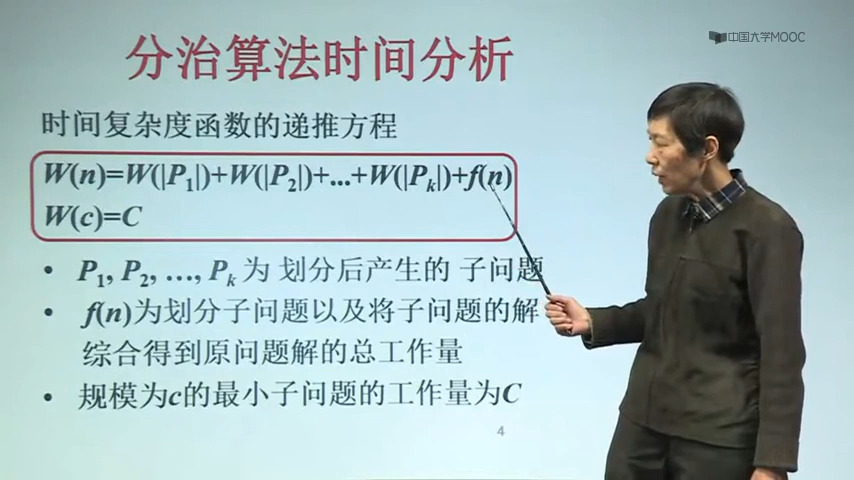 中国大学MOOC
分治算法时间分析
时间复杂度函数的递推方程
W(n)=W(|P₁|)+W(|P₂|)+...+W(|Pₖ|)+f(n)
W(c)=C
• P₁, P₂, …, Pₖ 为 划分后产生的 子问题
• f(n)为划分子问题以及将子问题的解
综合得到原问题解的总工作量
• 规模为c的最小子问题的工作量为C
4